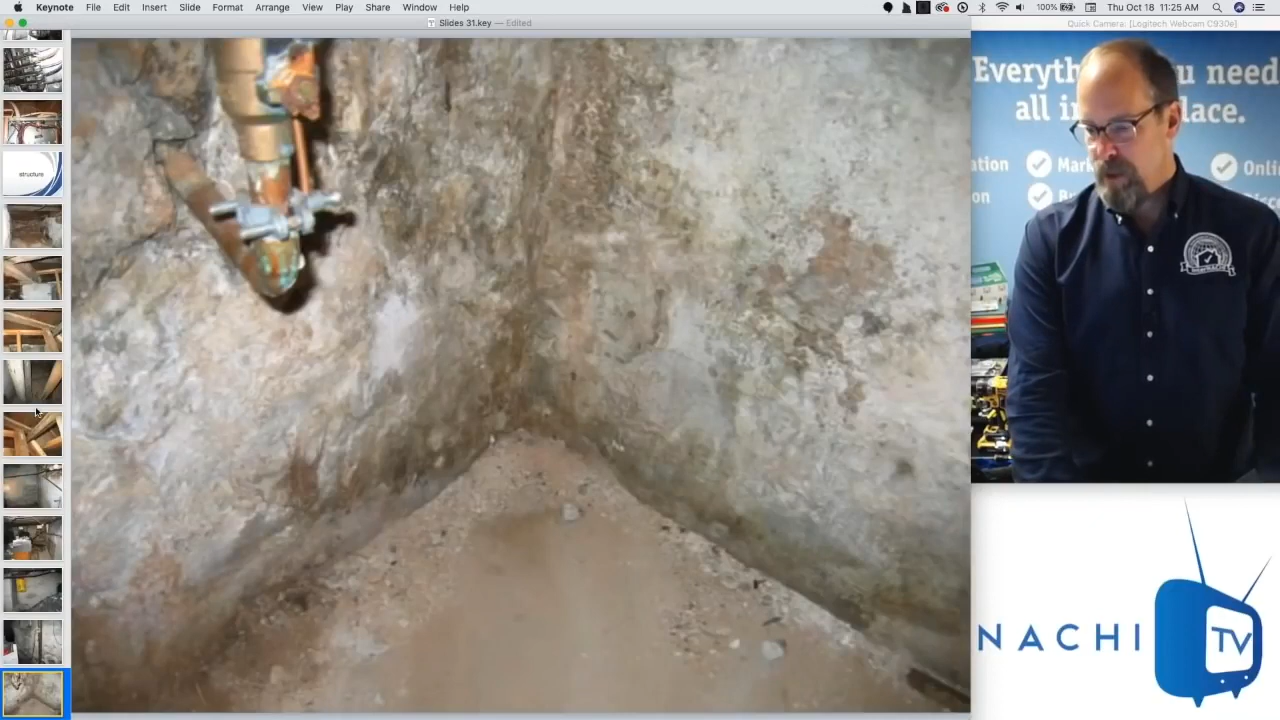 Keynote File Edit Insert Slide Format Arrange View Play Share Window Help
100% Thu Oct 18 11:25 AM
Slides 31.key — Edited
Quick Camera: [Logitech Webcam C930e]
structure
Everyth u need
all in lace.
ation Mark Onli
on
InterNACHI
NACHI TV